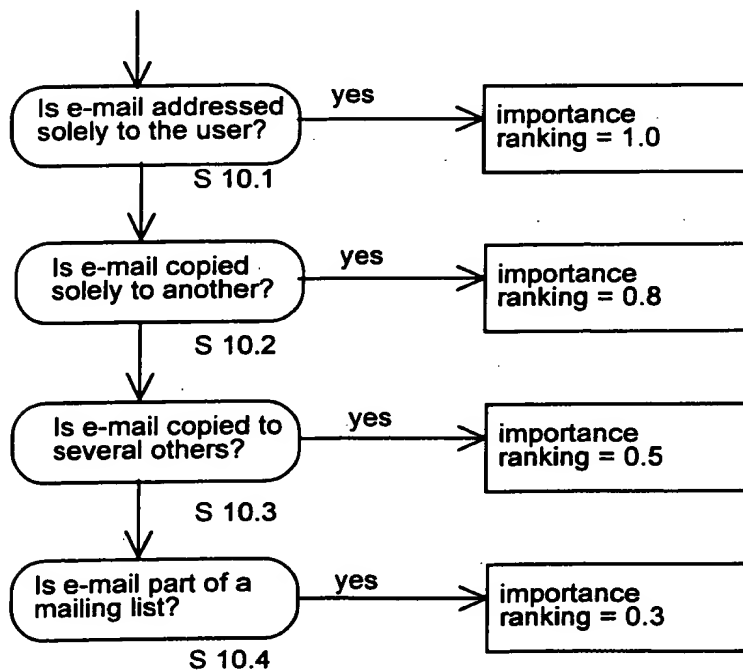 Is e-mail addressed
solely to the user?
yes
importance
ranking = 1.0
S 10.1
Is e-mail copied
solely to another?
yes
importance
ranking = 0.8
S 10.2
Is e-mail copied to
several others?
yes
importance
ranking = 0.5
S 10.3
Is e-mail part of a
mailing list?
yes
importance
ranking = 0.3
S 10.4